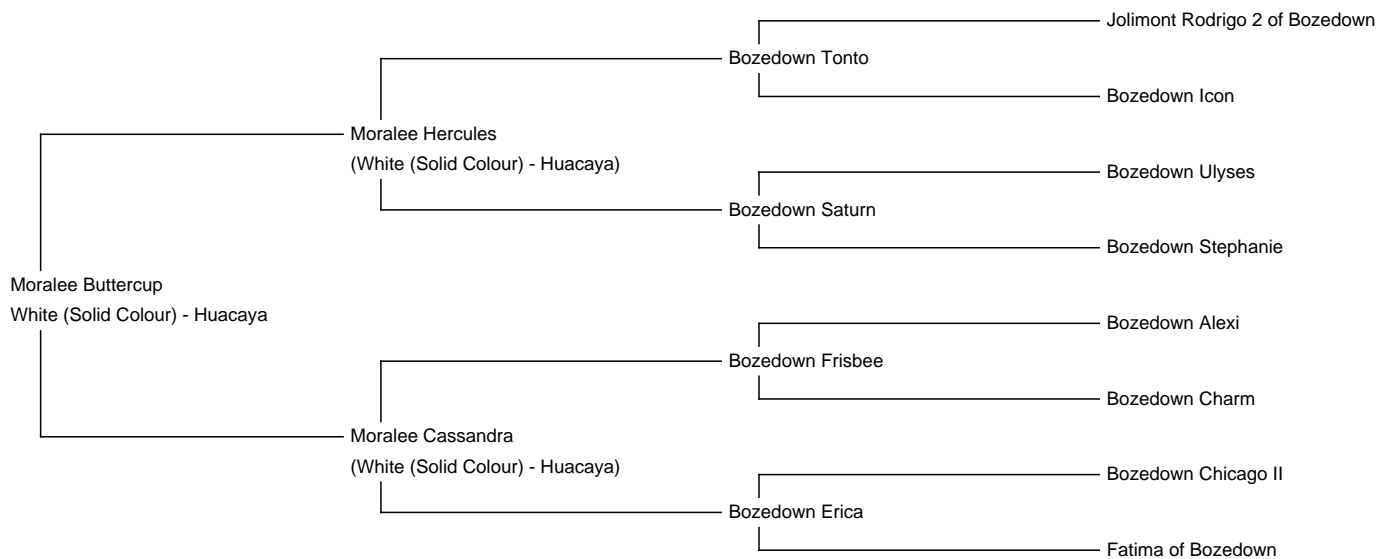 Jolimont Rodrigo 2 of Bozedown
Bozedown Tonto
Bozedown Icon
Moralee Hercules
(White (Solid Colour) - Huacaya)
Bozedown Ulyses
Bozedown Saturn
Bozedown Stephanie
Moralee Buttercup
White (Solid Colour) - Huacaya
Bozedown Alexi
Bozedown Frisbee
Bozedown Charm
Moralee Cassandra
(White (Solid Colour) - Huacaya)
Bozedown Chicago II
Bozedown Erica
Fatima of Bozedown